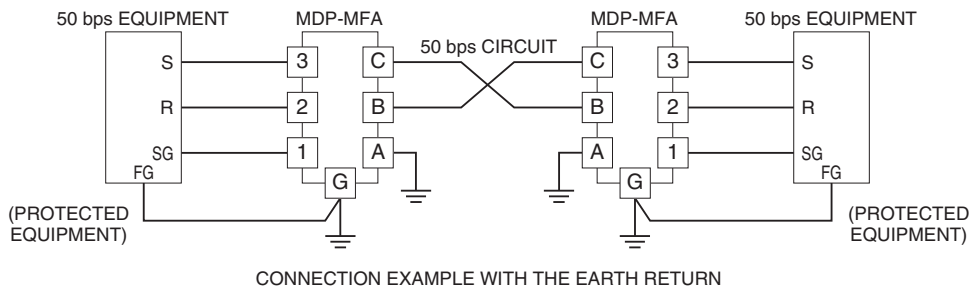 50 bps EQUIPMENT MDP-MFA MDP-MFA 50 bps EQUIPMENT
50 bps CIRCUIT
S 3 C C 3 S
R 2 B B 2 R
SG 1 A A 1 SG
FG G G FG
(PROTECTED EQUIPMENT) (PROTECTED EQUIPMENT)
CONNECTION EXAMPLE WITH THE EARTH RETURN